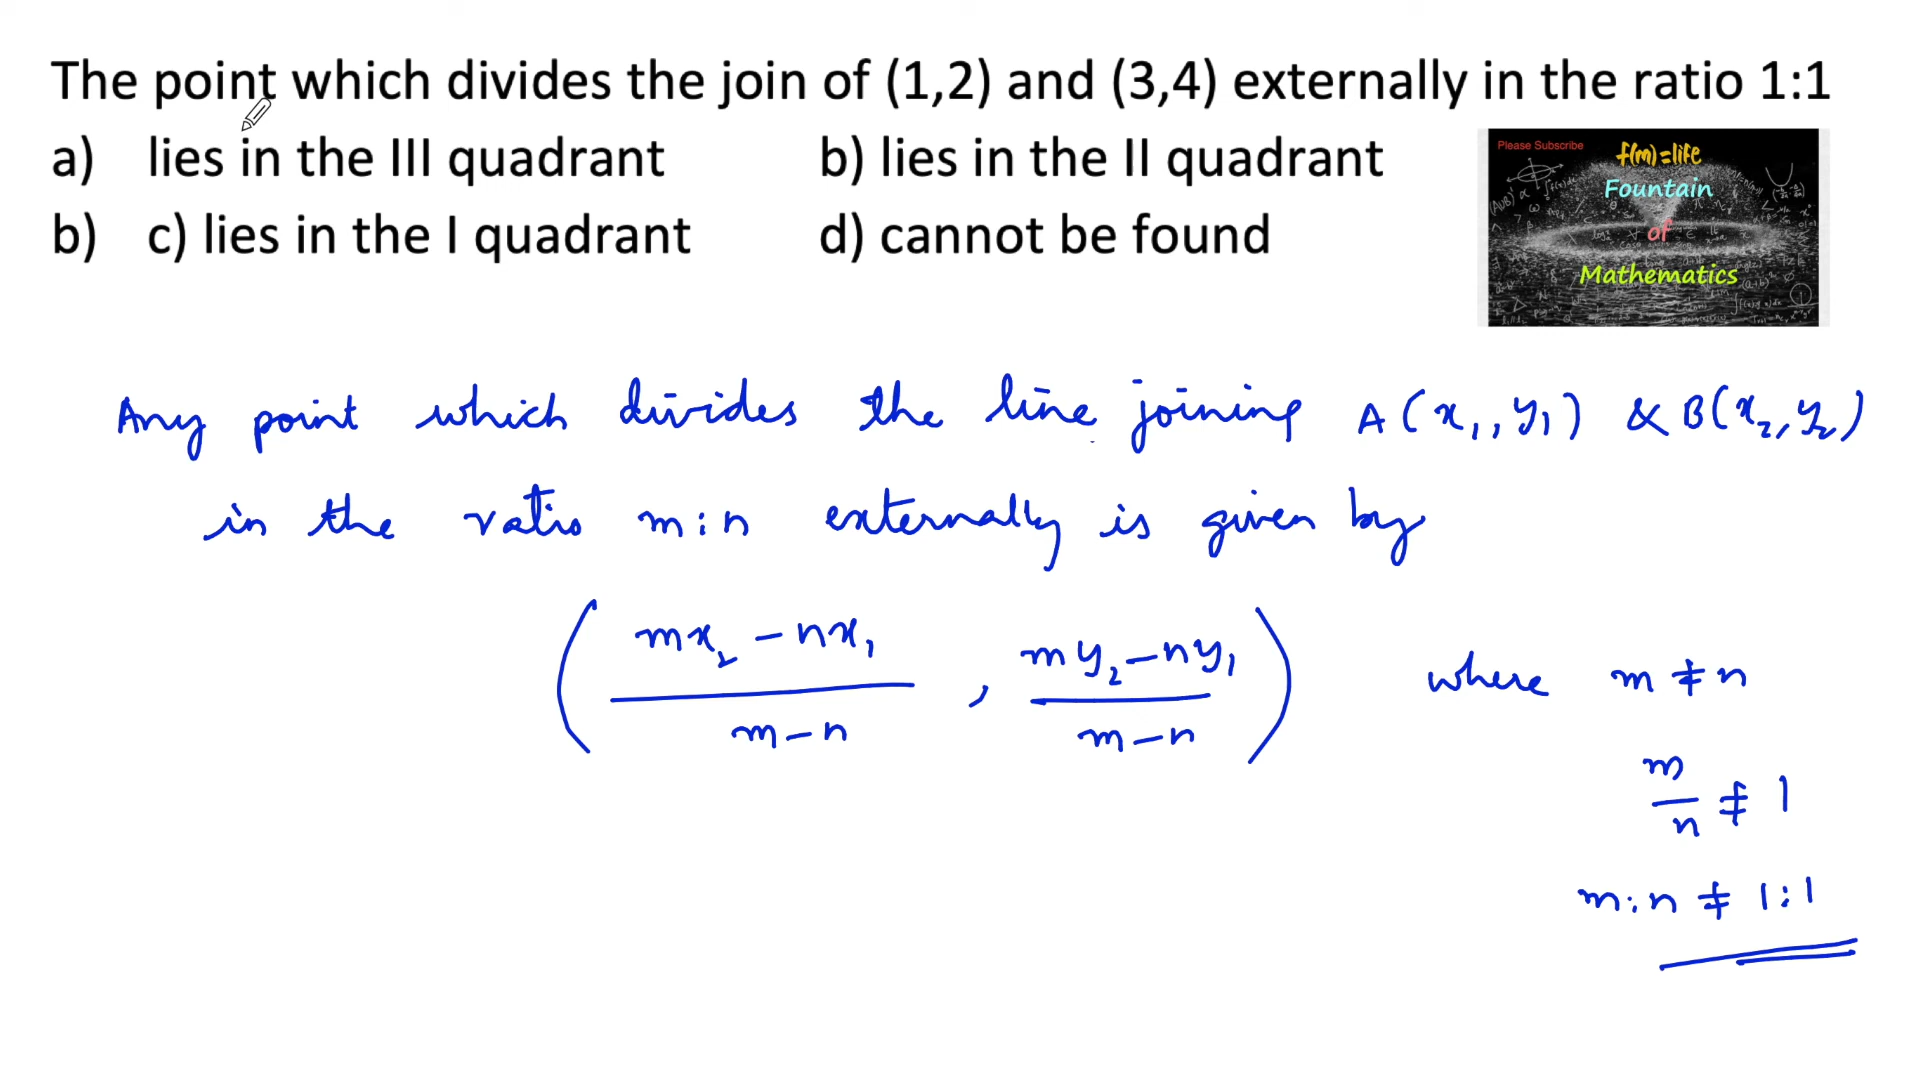 The point which divides the join of (1,2) and (3,4) externally in the ratio 1:1
a) lies in the III quadrant b) lies in the II quadrant
b) c) lies in the I quadrant d) cannot be found
Please Subscribe
f(m)=life
Fountain
of
Mathematics
Any point which divides the line joining A(x₁, y₁) & B(x₂, y₂)
in the ratio m:n externally is given by
( (mx₂ - nx₁)/(m - n) , (my₂ - ny₁)/(m - n) ) where m ≠ n
m/n ≠ 1
m:n ≠ 1:1